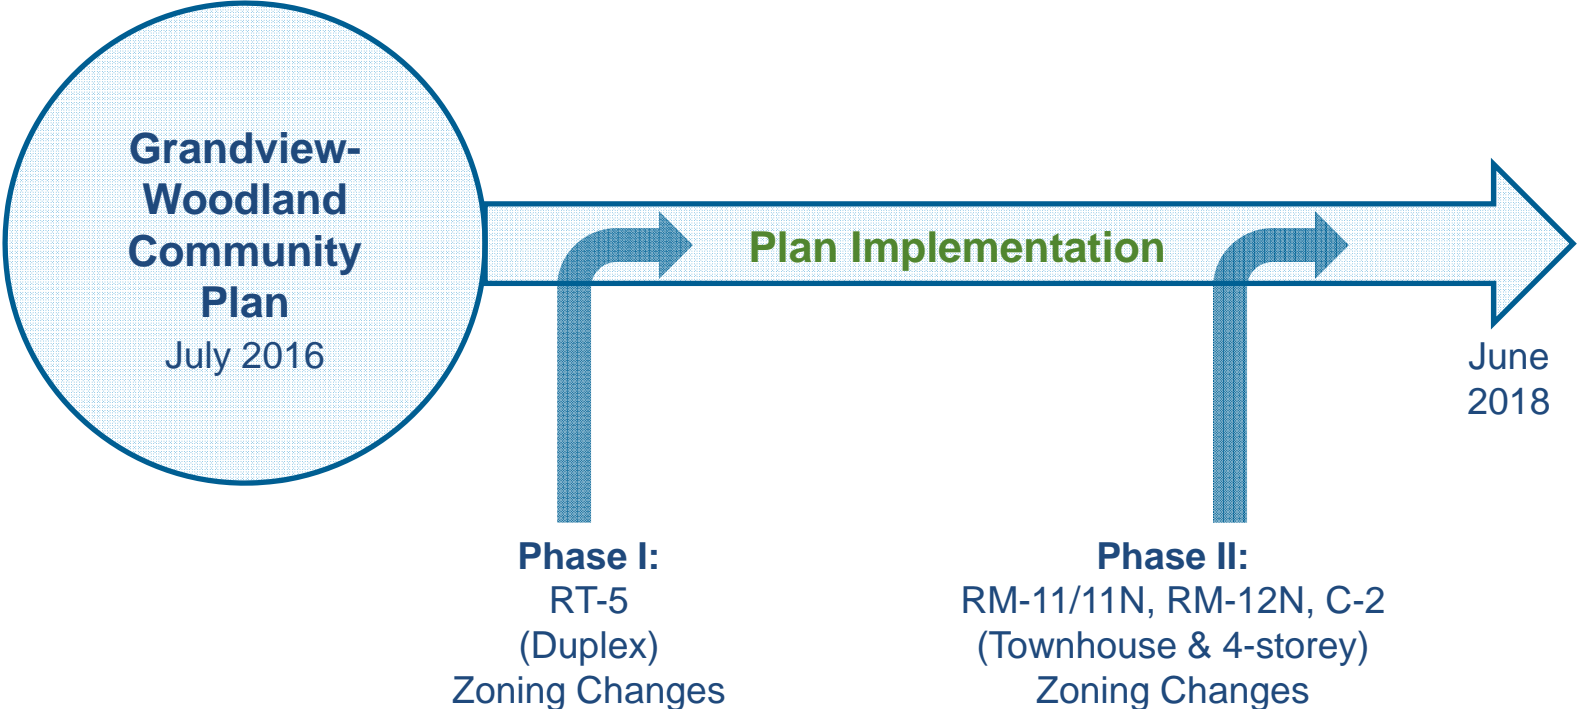 Grandview-
Woodland
Community
Plan
July 2016
Plan Implementation
June
2018
Phase I:
RT-5
(Duplex)
Zoning Changes
Phase II:
RM-11/11N, RM-12N, C-2
(Townhouse & 4-storey)
Zoning Changes